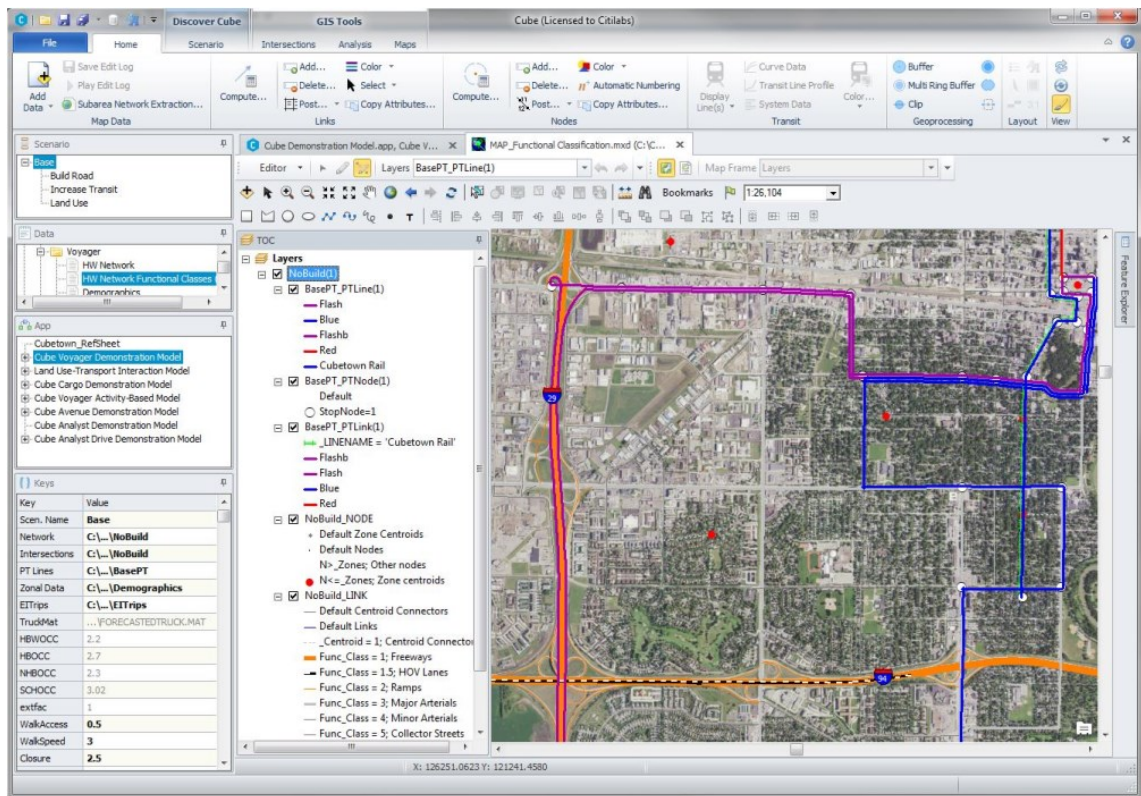 Discover Cube GIS Tools Cube (Licensed to Citilabs)
File Home Scenario Intersections Analysis Maps
Save Edit Log
Play Edit Log
Subarea Network Extraction...
Add Data
Map Data
Compute...
Add... Color
Delete... Select
Post... Copy Attributes...
Links
Compute...
Add... Color
Delete... Automatic Numbering
Post... Copy Attributes...
Nodes
Display Line(s)
Curve Data
Transit Line Profile
System Data
Color...
Transit
Buffer
Multi Ring Buffer
Clip
Geoprocessing
Layout
View
Scenario
Base
Build Road
Increase Transit
Land Use
Data
Voyager
HW Network
HW Network Functional Classes
Demographics
App
Cubetown_RefSheet
Cube Voyager Demonstration Model
Land Use-Transport Interaction Model
Cube Cargo Demonstration Model
Cube Voyager Activity-Based Model
Cube Avenue Demonstration Model
Cube Analyst Demonstration Model
Cube Analyst Drive Demonstration Model
Keys
Key Value
Scen. Name Base
Network C:\...\NoBuild
Intersections C:\...\NoBuild
PT Lines C:\...\BasePT
Zonal Data C:\...\Demographics
EITrips C:\...\EITrips
TruckMat ...\FORECASTEDTRUCK.MAT
HBWOCC 2.2
HBOCC 2.7
NHBOCC 2.3
SCHOCC 3.02
extfac 1
WalkAccess 0.5
WalkSpeed 3
Closure 2.5
Cube Demonstration Model.app, Cube V... MAP_Functional Classification.mxd (C:\C...
Editor Layers BasePT_PTLine(1) Map Frame Layers
Bookmarks 1:26,104
TOC
Layers
NoBuild(1)
BasePT_PTLine(1)
Flash
Blue
Flashb
Red
Cubetown Rail
BasePT_PTNode(1)
Default
StopNode=1
BasePT_PTLink(1)
_LINENAME = 'Cubetown Rail'
Flashb
Flash
Blue
Red
NoBuild_NODE
Default Zone Centroids
Default Nodes
N>_Zones; Other nodes
N<=_Zones; Zone centroids
NoBuild_LINK
Default Centroid Connectors
Default Links
_Centroid = 1; Centroid Connector
Func_Class = 1; Freeways
Func_Class = 1.5; HOV Lanes
Func_Class = 2; Ramps
Func_Class = 3; Major Arterials
Func_Class = 4; Minor Arterials
Func_Class = 5; Collector Streets
29
94
Feature Explorer
X: 126251.0623 Y: 121241.4580